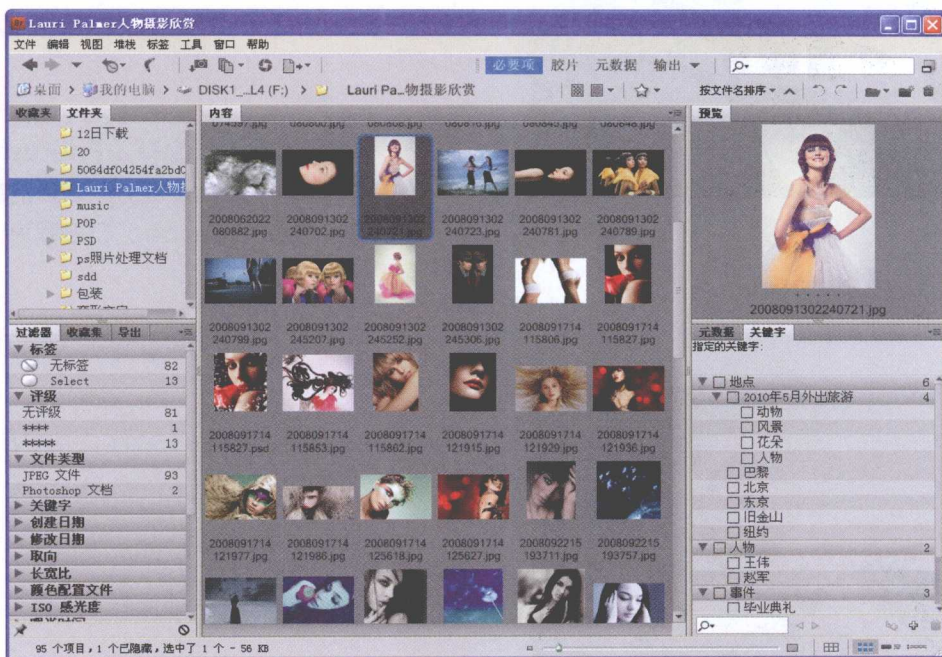 Lauri Palmer人物摄影欣赏
文件 编辑 视图 堆栈 标签 工具 窗口 帮助
必要项 胶片 元数据 输出
桌面 我的电脑 DISK1_...L4 (F:) Lauri Pa...物摄影欣赏
按文件名排序
收藏夹 文件夹
12日下载
20
5064df04254fa2bd0
Lauri Palmer人物
music
POP
PSD
ps照片处理文档
sdd
包装
过滤器 收藏集 导出
标签
无标签 82
Select 13
评级
无评级 81
**** 1
***** 13
文件类型
JPEG 文件 93
Photoshop 文档 2
关键字
创建日期
修改日期
取向
长宽比
颜色配置文件
ISO 感光度
内容
2008062022 2008091302 2008091302 2008091302 2008091302 2008091302
080882.jpg 240702.jpg 240721.jpg 240723.jpg 240781.jpg 240789.jpg
2008091302 2008091302 2008091302 2008091302 2008091714 2008091714
240799.jpg 245207.jpg 245252.jpg 245306.jpg 115806.jpg 115827.jpg
2008091714 2008091714 2008091714 2008091714 2008091714 2008091714
115827.psd 115853.jpg 115862.jpg 121915.jpg 121929.jpg 121936.jpg
2008091714 2008091714 2008091714 2008091714 2008092215 2008092215
121977.jpg 121986.jpg 125618.jpg 125627.jpg 193711.jpg 193757.jpg
预览
2008091302240721.jpg
元数据 关键字
指定的关键字:
地点 6
2010年5月外出旅游 4
动物
风景
花朵
人物
巴黎
北京
东京
旧金山
纽约
人物 2
王伟
赵军
事件 3
毕业典礼
95 个项目,1 个已隐藏,选中了 1 个 - 56 KB